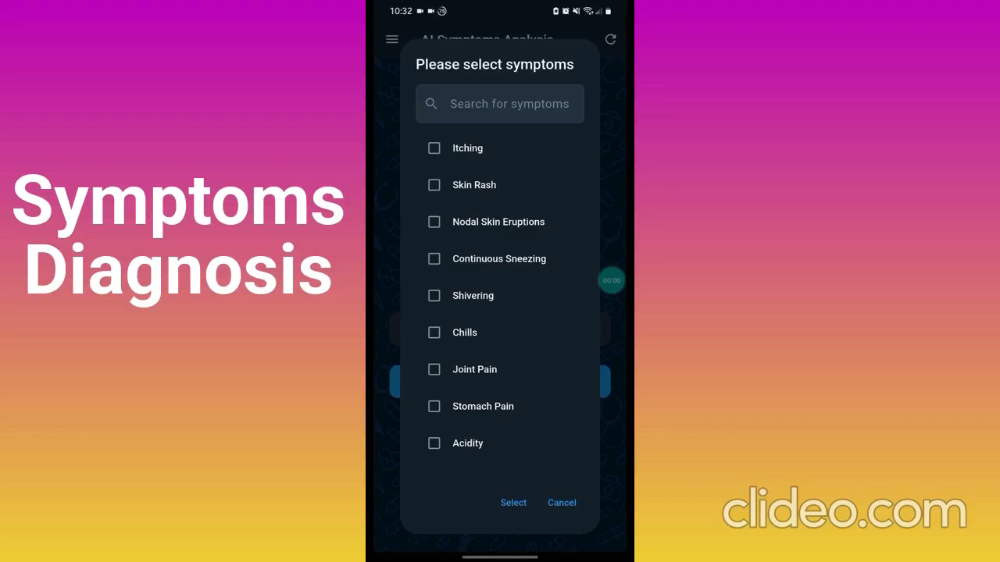 Symptoms
Diagnosis
10:32
75
AI Symptoms Analysis
Please select symptoms
Search for symptoms
Itching
Skin Rash
Nodal Skin Eruptions
Continuous Sneezing
Shivering
Chills
Joint Pain
Stomach Pain
Acidity
00:00
Select Cancel
clideo.com